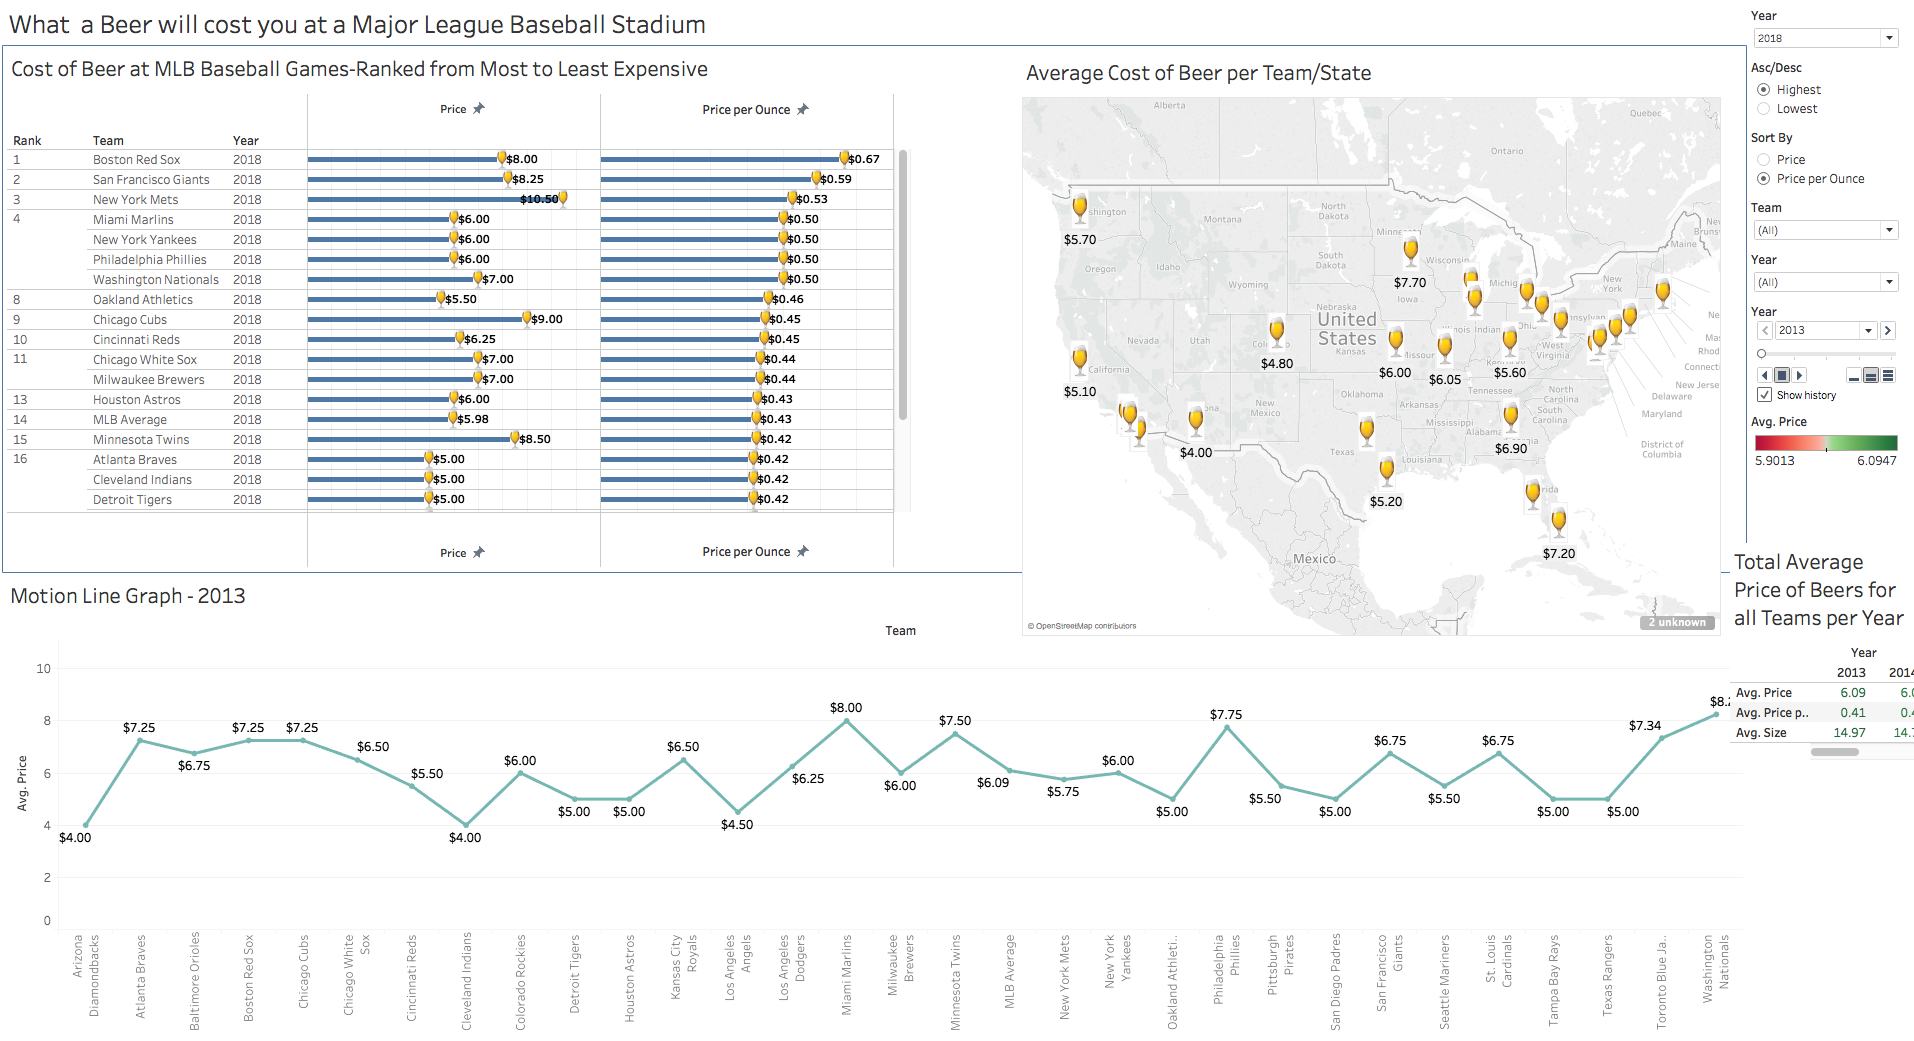 What  a Beer will cost you at a Major League Baseball Stadium
Cost of Beer at MLB Baseball Games-Ranked from Most to Least Expensive
Price Price per Ounce
Rank Team Year
1 Boston Red Sox 2018 $8.00 $0.67
2 San Francisco Giants 2018 $8.25 $0.59
3 New York Mets 2018 $10.50 $0.53
4 Miami Marlins 2018 $6.00 $0.50
New York Yankees 2018 $6.00 $0.50
Philadelphia Phillies 2018 $6.00 $0.50
Washington Nationals 2018 $7.00 $0.50
8 Oakland Athletics 2018 $5.50 $0.46
9 Chicago Cubs 2018 $9.00 $0.45
10 Cincinnati Reds 2018 $6.25 $0.45
11 Chicago White Sox 2018 $7.00 $0.44
Milwaukee Brewers 2018 $7.00 $0.44
13 Houston Astros 2018 $6.00 $0.43
14 MLB Average 2018 $5.98 $0.43
15 Minnesota Twins 2018 $8.50 $0.42
16 Atlanta Braves 2018 $5.00 $0.42
Cleveland Indians 2018 $5.00 $0.42
Detroit Tigers 2018 $5.00 $0.42
Price Price per Ounce
Average Cost of Beer per Team/State
Alberta
Quebec
Ontario
shington
Montana
North
Dakota
Minnes
Maine
New
Bruns
Oregon
Idaho
South
Dakota
Wisconsin
Michig
New
York
Wyoming
Iowa
Nebraska
United
States
Nevada
Utah
Kansas
Missour
nois Indian
Ohio
nnsylvan
West
Virginia
California
Oklahoma
Arkansas
Tennessee
North
Carolina
South
Carolina
New
Mexico
Mississippi
Alabama
Texas
Louisiana
rida
Mexico
Ne
Mas
Rhod
Connecti
New Jerse
Delaware
Maryland
District of
Columbia
$5.70
$7.70
$4.80
$6.00
$6.05
$5.60
$5.10
$4.00
$6.90
$5.20
$7.20
© OpenStreetMap contributors
2 unknown
Year
2018
Asc/Desc
Highest
Lowest
Sort By
Price
Price per Ounce
Team
(All)
Year
(All)
Year
2013
Show history
Avg. Price
5.9013 6.0947
Total Average
Price of Beers for
all Teams per Year
Year
2013 2014
Avg. Price 6.09 6.0
Avg. Price p.. 0.41 0.4
Avg. Size 14.97 14.7
Motion Line Graph - 2013
Team
Avg. Price
10
8
6
4
2
0
$4.00
$7.25
$6.75
$7.25
$7.25
$6.50
$5.50
$4.00
$6.00
$5.00
$5.00
$6.50
$4.50
$6.25
$8.00
$6.00
$7.50
$6.09
$5.75
$6.00
$5.00
$7.75
$5.50
$5.00
$6.75
$5.50
$6.75
$5.00
$5.00
$7.34
$8.2
Arizona
Diamondbacks
Atlanta Braves
Baltimore Orioles
Boston Red Sox
Chicago Cubs
Chicago White
Sox
Cincinnati Reds
Cleveland Indians
Colorado Rockies
Detroit Tigers
Houston Astros
Kansas City
Royals
Los Angeles
Angels
Los Angeles
Dodgers
Miami Marlins
Milwaukee
Brewers
Minnesota Twins
MLB Average
New York Mets
New York
Yankees
Oakland Athleti..
Philadelphia
Phillies
Pittsburgh
Pirates
San Diego Padres
San Francisco
Giants
Seattle Mariners
St. Louis
Cardinals
Tampa Bay Rays
Texas Rangers
Toronto Blue Ja..
Washington
Nationals